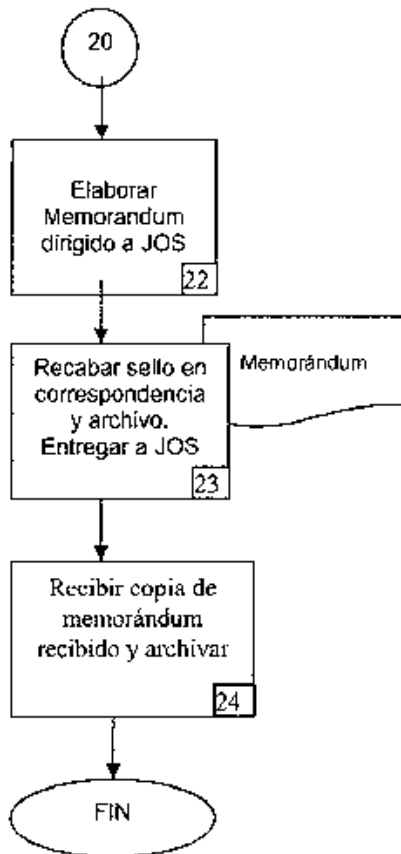 20
Elaborar
Memorandum
dirigido a JOS
22
Recabar sello en
correspondencia
y archivo.
Entregar a JOS
23
Memorándum
Recibir copia de
memorándum
recibido y archivar
24
FIN